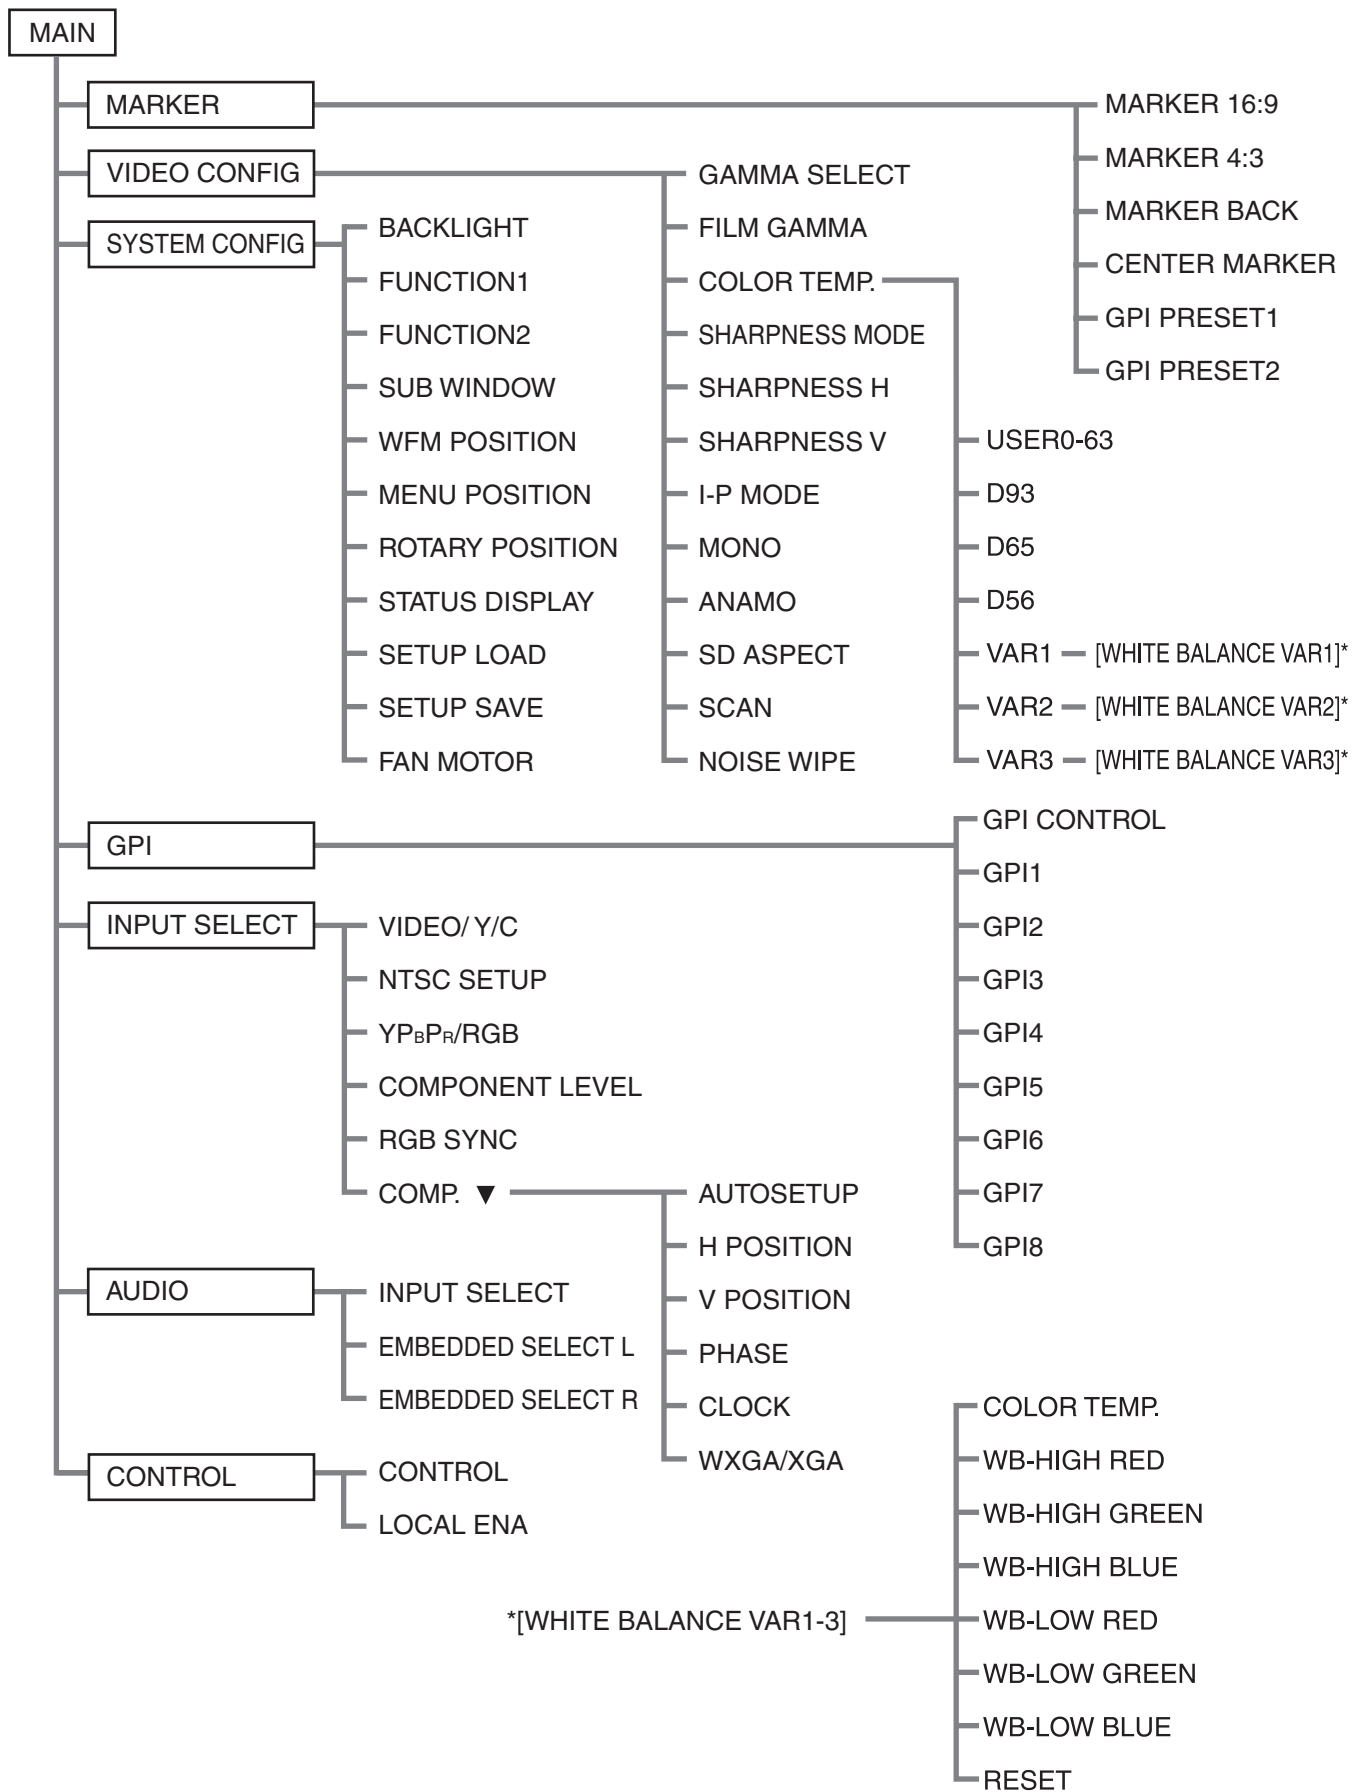 MAIN
MARKER
MARKER 16:9
MARKER 4:3
MARKER BACK
CENTER MARKER
GPI PRESET1
GPI PRESET2
VIDEO CONFIG
GAMMA SELECT
FILM GAMMA
COLOR TEMP.
SHARPNESS MODE
SHARPNESS H
SHARPNESS V
I-P MODE
MONO
ANAMO
SD ASPECT
SCAN
NOISE WIPE
USER0-63
D93
D65
D56
VAR1 [WHITE BALANCE VAR1]*
VAR2 [WHITE BALANCE VAR2]*
VAR3 [WHITE BALANCE VAR3]*
SYSTEM CONFIG
BACKLIGHT
FUNCTION1
FUNCTION2
SUB WINDOW
WFM POSITION
MENU POSITION
ROTARY POSITION
STATUS DISPLAY
SETUP LOAD
SETUP SAVE
FAN MOTOR
GPI
GPI CONTROL
GPI1
GPI2
GPI3
GPI4
GPI5
GPI6
GPI7
GPI8
INPUT SELECT
VIDEO/ Y/C
NTSC SETUP
YPBPR/RGB
COMPONENT LEVEL
RGB SYNC
COMP. ▼
AUTOSETUP
H POSITION
V POSITION
PHASE
CLOCK
WXGA/XGA
AUDIO
INPUT SELECT
EMBEDDED SELECT L
EMBEDDED SELECT R
CONTROL
CONTROL
LOCAL ENA
*[WHITE BALANCE VAR1-3]
COLOR TEMP.
WB-HIGH RED
WB-HIGH GREEN
WB-HIGH BLUE
WB-LOW RED
WB-LOW GREEN
WB-LOW BLUE
RESET